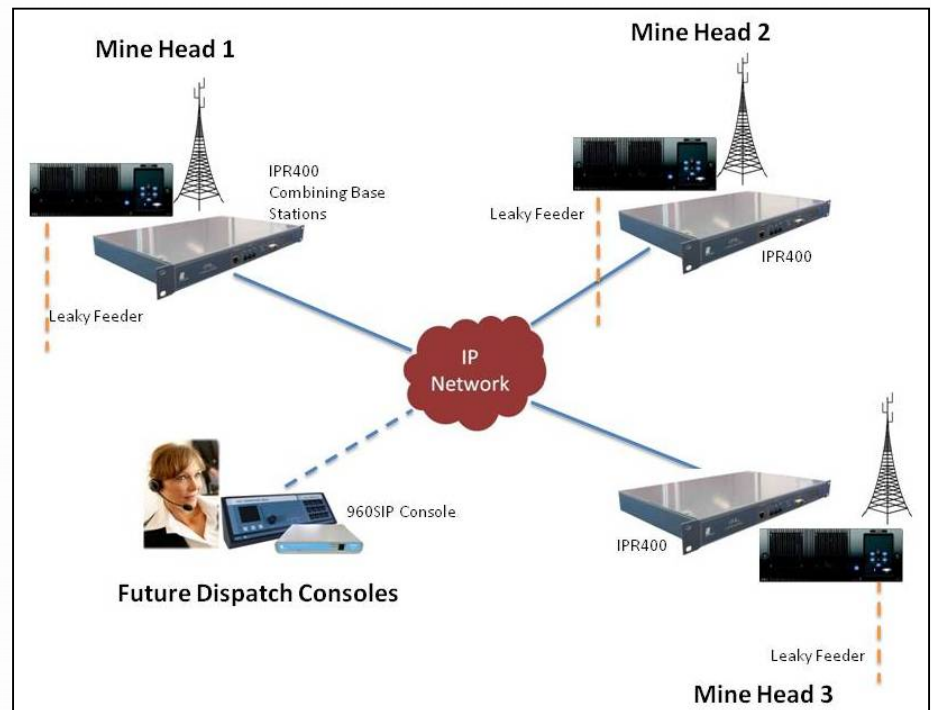 Mine Head 1
Mine Head 2
IPR400
Combining Base
Stations
Leaky Feeder
Leaky Feeder
IPR400
IP
Network
960SIP Console
IPR400
Future Dispatch Consoles
Leaky Feeder
Mine Head 3